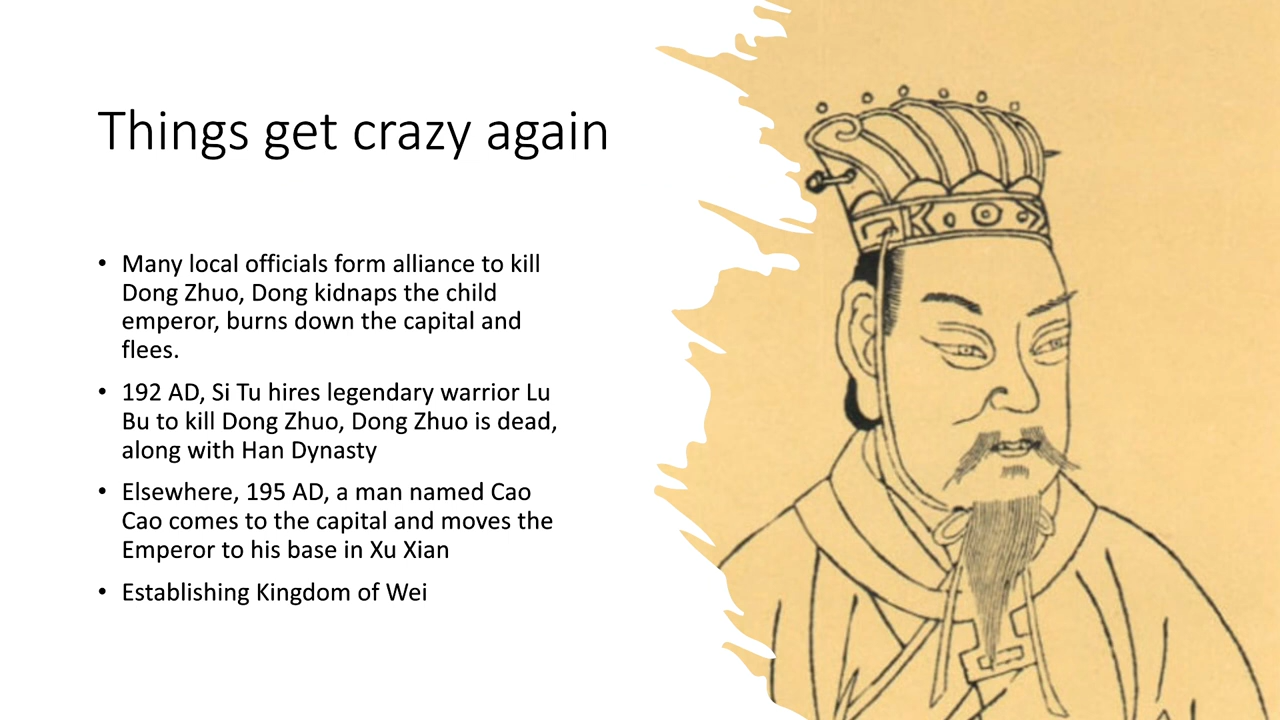 Things get crazy again
• Many local officials form alliance to kill
Dong Zhuo, Dong kidnaps the child
emperor, burns down the capital and
flees.
• 192 AD, Si Tu hires legendary warrior Lu
Bu to kill Dong Zhuo, Dong Zhuo is dead,
along with Han Dynasty
• Elsewhere, 195 AD, a man named Cao
Cao comes to the capital and moves the
Emperor to his base in Xu Xian
• Establishing Kingdom of Wei